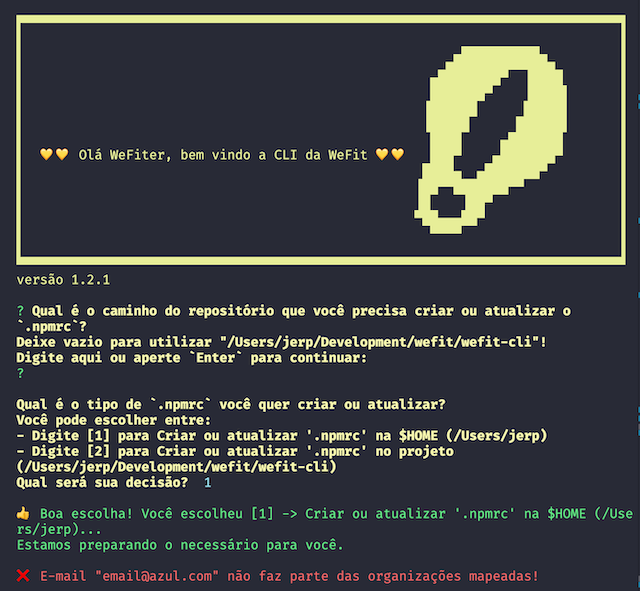 💛💛 Olá WeFiter, bem vindo a CLI da WeFit 💛💛
versão 1.2.1
? Qual é o caminho do repositório que você precisa criar ou atualizar o
`.npmrc`?
Deixe vazio para utilizar "/Users/jerp/Development/wefit/wefit-cli"!
Digite aqui ou aperte `Enter` para continuar:
?
Qual é o tipo de `.npmrc` você quer criar ou atualizar?
Você pode escolher entre:
- Digite [1] para Criar ou atualizar '.npmrc' na $HOME (/Users/jerp)
- Digite [2] para Criar ou atualizar '.npmrc' no projeto
(/Users/jerp/Development/wefit/wefit-cli)
Qual será sua decisão? 1
👍 Boa escolha! Você escolheu [1] -> Criar ou atualizar '.npmrc' na $HOME (/Use
rs/jerp)...
Estamos preparando o necessário para você.
❌ E-mail "email@azul.com" não faz parte das organizações mapeadas!